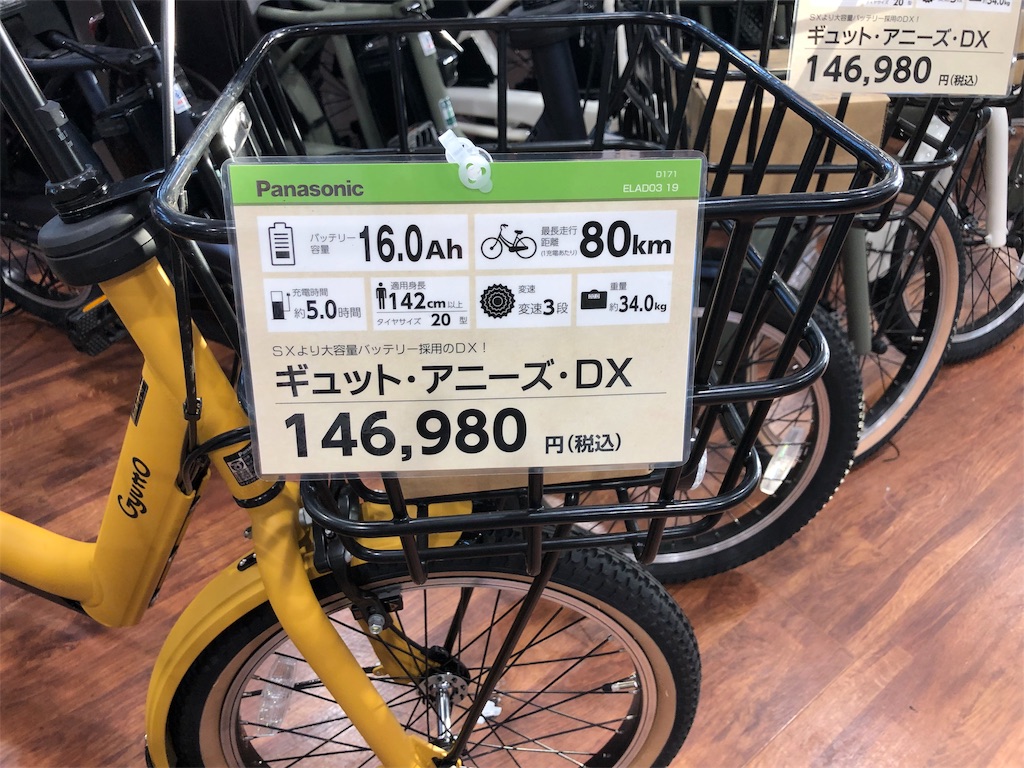 Panasonic
D171
ELAD03 19
バッテリー
容量
16.0Ah
最長走行
距離
(1充電あたり)
80km
充電時間
約5.0時間
適用身長
142cm以上
タイヤサイズ 20 型
変速
変速3段
重量
約34.0kg
SXより大容量バッテリー採用のDX!
ギュット・アニーズ・DX
146,980 円(税込)
Gyutto
SXより大容量バッテリー採用のDX!
ギュット・アニーズ・DX
146,980 円(税込)